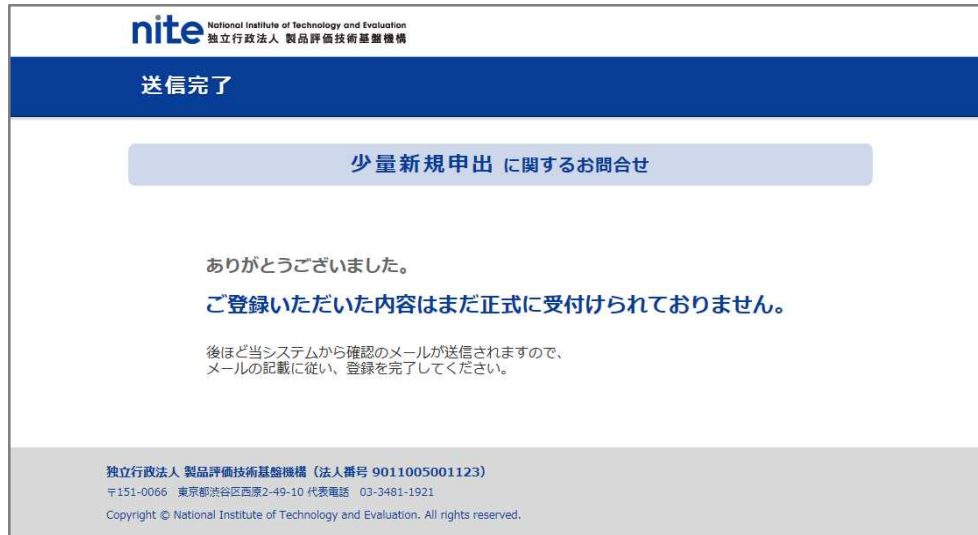 nite National Institute of Technology and Evaluation
独立行政法人 製品評価技術基盤機構
送信完了
少量新規申出 に関するお問合せ
ありがとうございました。
ご登録いただいた内容はまだ正式に受付けられておりません。
後ほど当システムから確認のメールが送信されますので、
メールの記載に従い、登録を完了してください。
独立行政法人 製品評価技術基盤機構（法人番号 9011005001123）
〒151-0066 東京都渋谷区西原2-49-10 代表電話 03-3481-1921
Copyright © National Institute of Technology and Evaluation. All rights reserved.